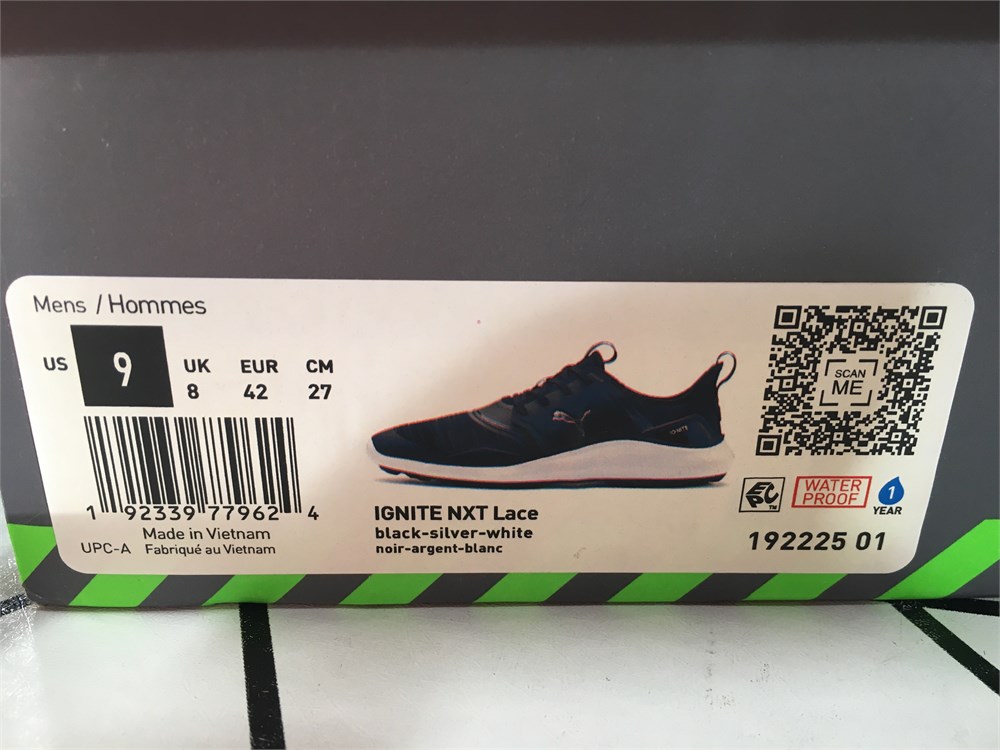 Mens / Hommes
US 9 UK 8 EUR 42 CM 27
1 92339 77962 4
UPC-A
Made in Vietnam
Fabriqué au Vietnam
IGNITE
IGNITE NXT Lace
black-silver-white
noir-argent-blanc
SCAN
ME
WATER
PROOF
1
YEAR
192225 01